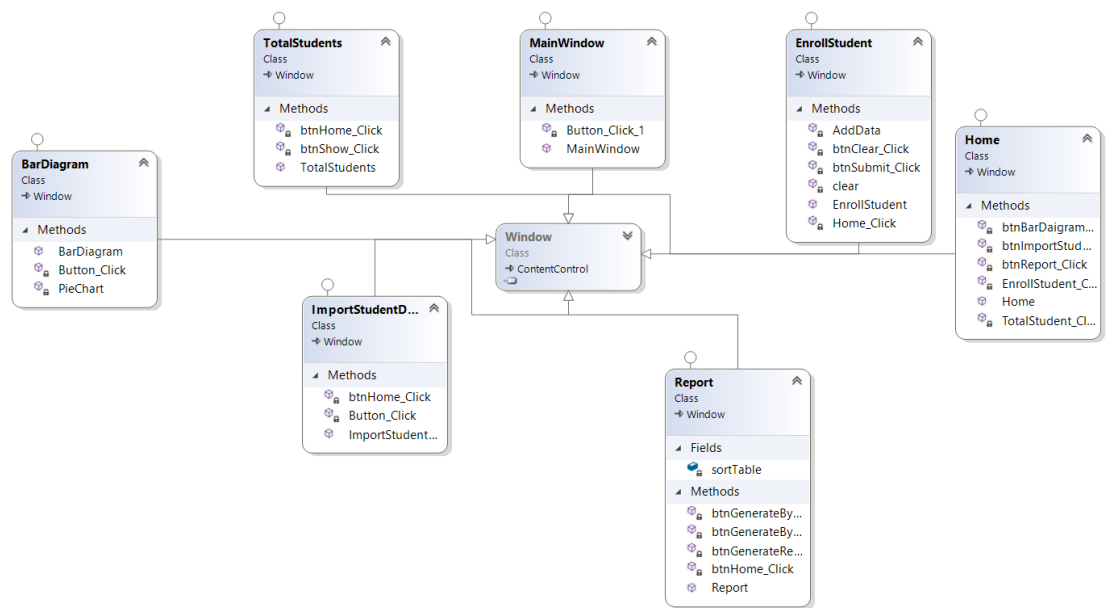 TotalStudents
Class
Window
Methods
btnHome_Click
btnShow_Click
TotalStudents
MainWindow
Class
Window
Methods
Button_Click_1
MainWindow
EnrollStudent
Class
Window
Methods
AddData
btnClear_Click
btnSubmit_Click
clear
EnrollStudent
Home_Click
Home
Class
Window
Methods
btnBarDaigram...
btnImportStud...
btnReport_Click
EnrollStudent_C...
Home
TotalStudent_Cl...
BarDiagram
Class
Window
Methods
BarDiagram
Button_Click
PieChart
Window
Class
ContentControl
ImportStudentD...
Class
Window
Methods
btnHome_Click
Button_Click
ImportStudent...
Report
Class
Window
Fields
sortTable
Methods
btnGenerateBy...
btnGenerateBy...
btnGenerateRe...
btnHome_Click
Report